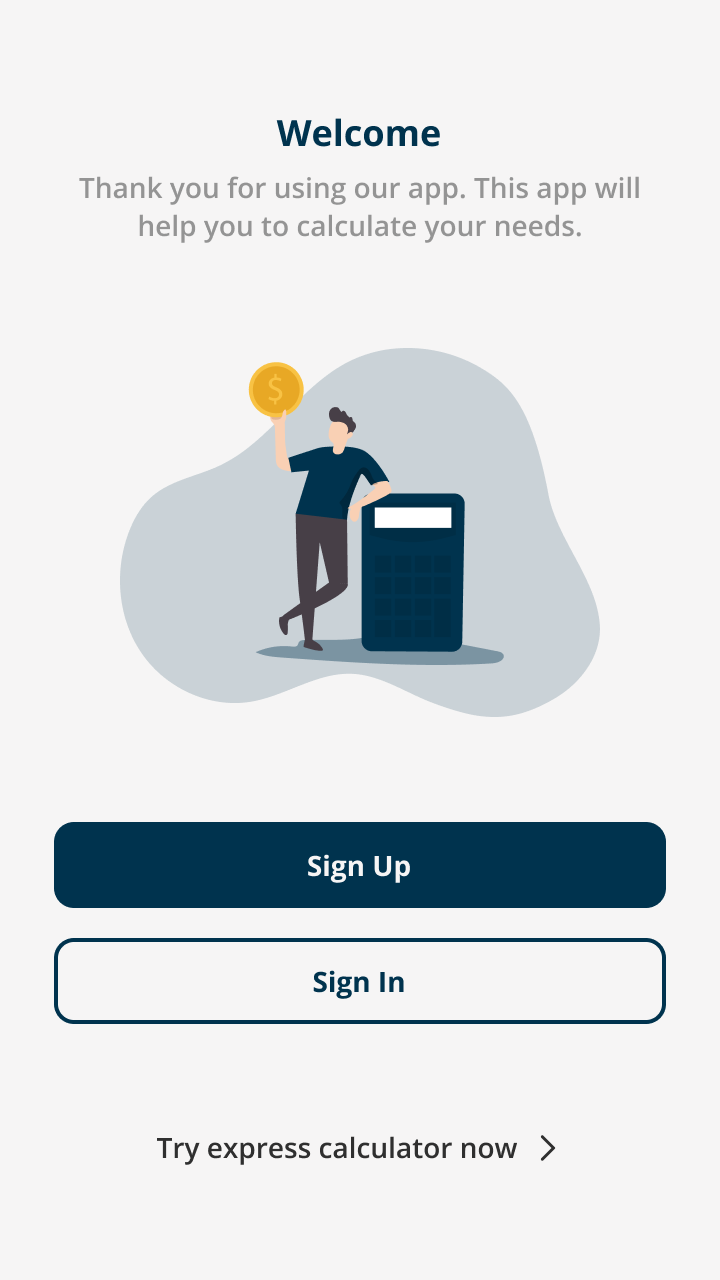 Welcome
Thank you for using our app. This app will
help you to calculate your needs.
$
Sign Up
Sign In
Try express calculator now